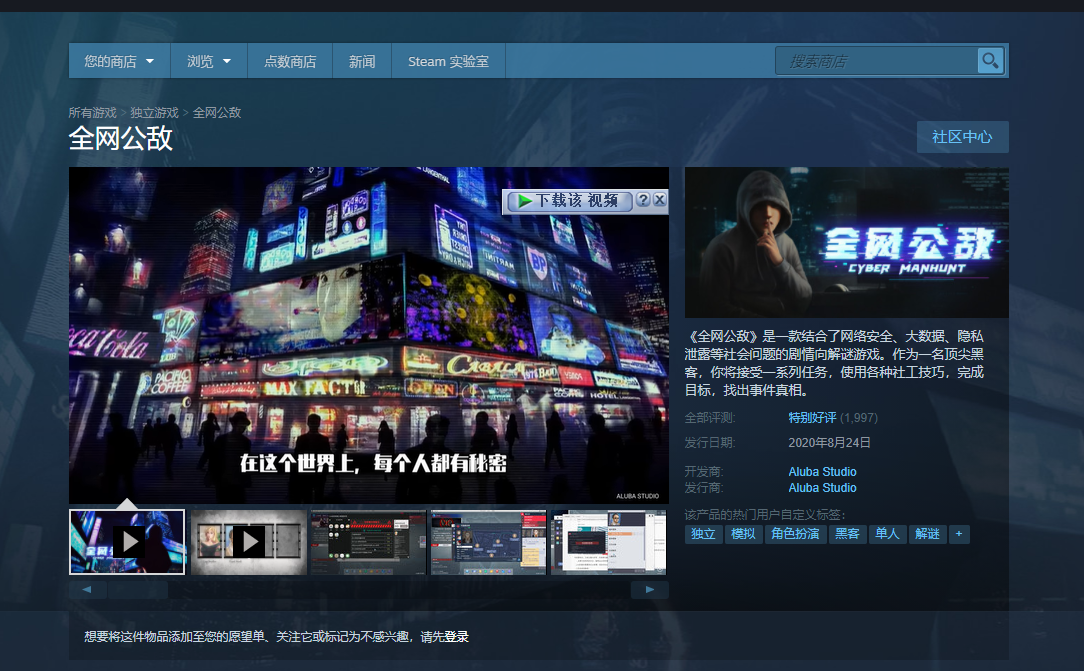 您的商店
浏览
点数商店
新闻
Steam 实验室
搜索商店
所有游戏 > 独立游戏 > 全网公敌
全网公敌
社区中心
下载该 视频
?
Coca Cola
PACIFIC
COFFEE
MAX FACTOR
OPEN
在这个世界上，每个人都有秘密
ALUBA STUDIO
全网公敌
CYBER MANHUNT
《全网公敌》是一款结合了网络安全、大数据、隐私
泄露等社会问题的剧情向解谜游戏。作为一名顶尖黑
客，你将接受一系列任务，使用各种社工技巧，完成
目标，找出事件真相。
全部评测: 特别好评 (1,997)
发行日期: 2020年8月24日
开发商: Aluba Studio
发行商: Aluba Studio
该产品的热门用户自定义标签：
独立 模拟 角色扮演 黑客 单人 解谜 +
想要将这件物品添加至您的愿望单、关注它或标记为不感兴趣，请先登录